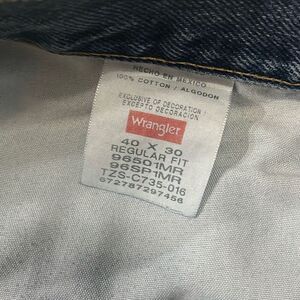 HECHO EN MEXICO
100% COTTON / ALGODON
EXCLUSIVE OF DECORATION /
EXCEPTO DECORACION
Wrangler
40 X 30
REGULAR FIT
96501MR
96SP1MR
TZS-C735-016
672787297456